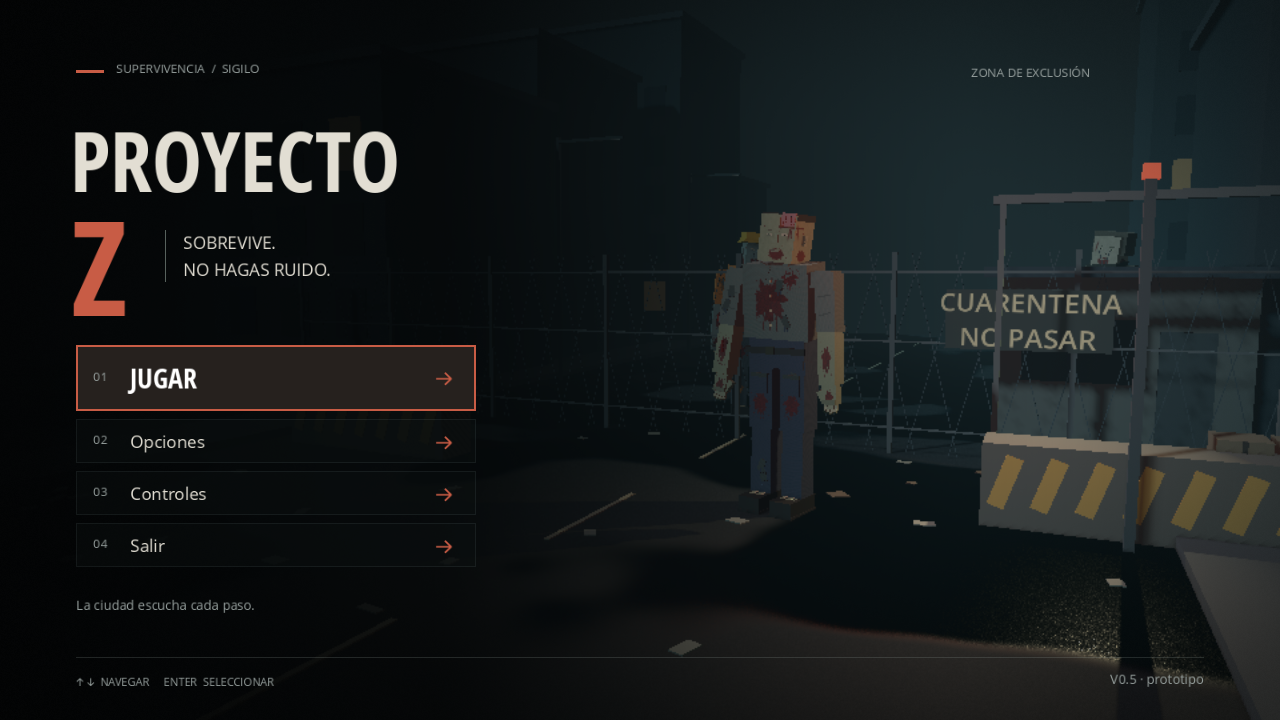 SUPERVIVENCIA / SIGILO
ZONA DE EXCLUSIÓN
PROYECTO
Z
SOBREVIVE.
NO HAGAS RUIDO.
CUARENTENA
NO PASAR
01 JUGAR →
02 Opciones →
03 Controles →
04 Salir →
La ciudad escucha cada paso.
↑↓ NAVEGAR ENTER SELECCIONAR
V0.5 · prototipo